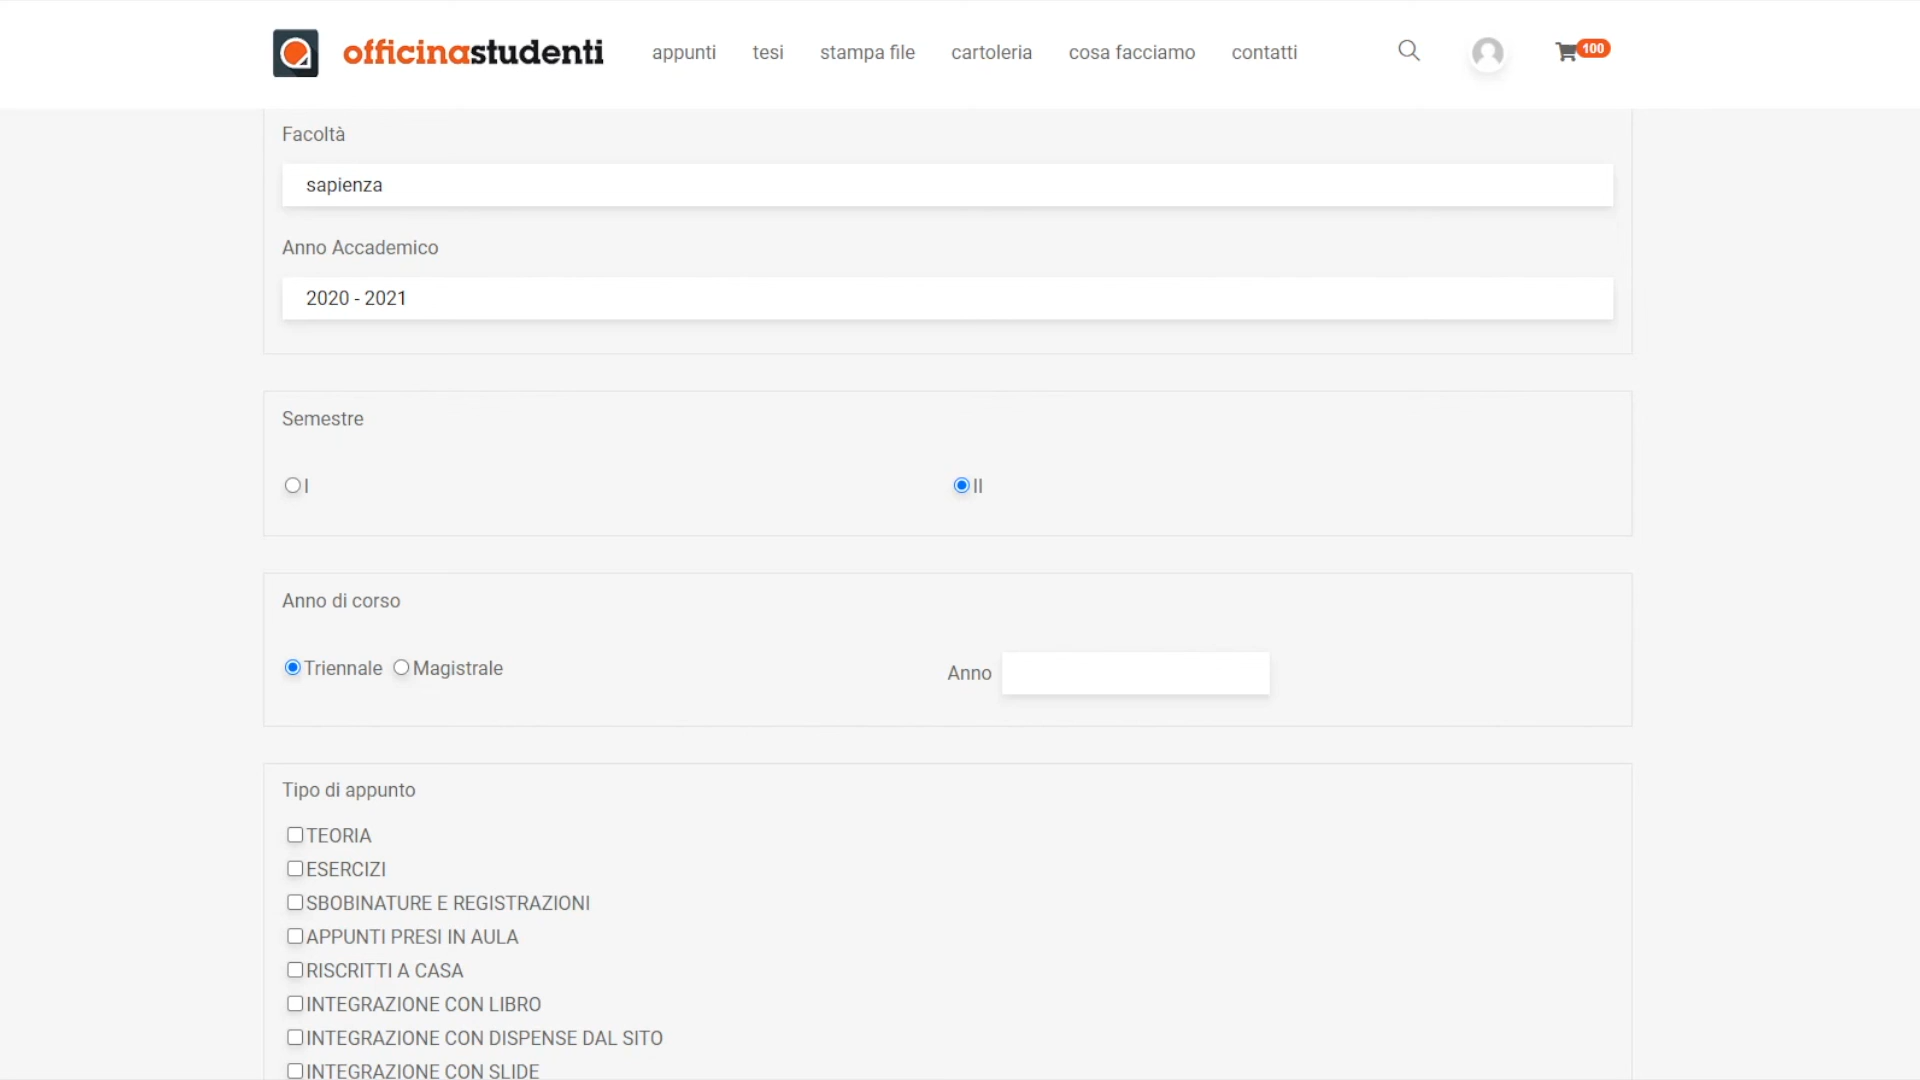 officinastudenti appunti tesi stampa file cartoleria cosa facciamo contatti 100
Facoltà
sapienza
Anno Accademico
2020 - 2021
Semestre
I II
Anno di corso
Triennale Magistrale Anno
Tipo di appunto
TEORIA
ESERCIZI
SBOBINATURE E REGISTRAZIONI
APPUNTI PRESI IN AULA
RISCRITTI A CASA
INTEGRAZIONE CON LIBRO
INTEGRAZIONE CON DISPENSE DAL SITO
INTEGRAZIONE CON SLIDE